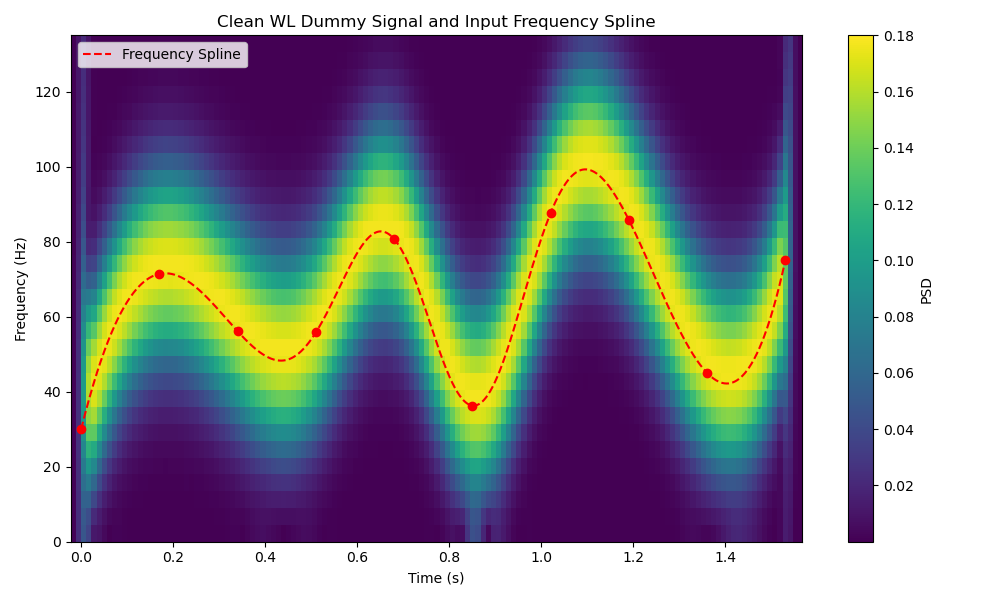 Clean WL Dummy Signal and Input Frequency Spline
Frequency Spline
Frequency (Hz)
120
100
80
60
40
20
0
0.0 0.2 0.4 0.6 0.8 1.0 1.2 1.4
Time (s)
0.18
0.16
0.14
0.12
0.10
0.08
0.06
0.04
0.02
PSD